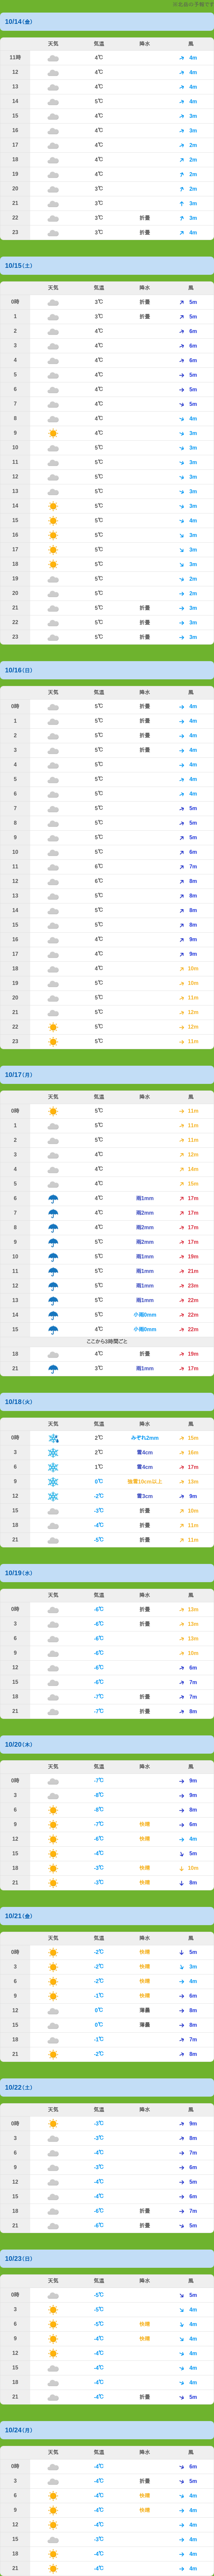 ※北岳の予報です
10/14(金)
天気 気温 降水 風
11時 4℃ 4m
12 4℃ 4m
13 4℃ 4m
14 5℃ 4m
15 4℃ 3m
16 4℃ 3m
17 4℃ 2m
18 4℃ 2m
19 4℃ 2m
20 3℃ 2m
21 3℃ 3m
22 3℃ 折曇 3m
23 3℃ 折曇 4m
10/15(土)
天気 気温 降水 風
0時 3℃ 折曇 5m
1 3℃ 折曇 5m
2 4℃ 6m
3 4℃ 6m
4 4℃ 6m
5 4℃ 5m
6 4℃ 5m
7 4℃ 5m
8 4℃ 4m
9 4℃ 3m
10 5℃ 3m
11 5℃ 3m
12 5℃ 3m
13 5℃ 3m
14 5℃ 3m
15 5℃ 4m
16 5℃ 3m
17 5℃ 3m
18 5℃ 3m
19 5℃ 2m
20 5℃ 2m
21 5℃ 折曇 3m
22 5℃ 折曇 3m
23 5℃ 折曇 3m
10/16(日)
天気 気温 降水 風
0時 5℃ 折曇 4m
1 5℃ 折曇 4m
2 5℃ 折曇 4m
3 5℃ 折曇 4m
4 5℃ 4m
5 5℃ 4m
6 5℃ 4m
7 5℃ 5m
8 5℃ 5m
9 5℃ 5m
10 5℃ 6m
11 6℃ 7m
12 6℃ 8m
13 5℃ 8m
14 5℃ 8m
15 5℃ 8m
16 4℃ 9m
17 4℃ 9m
18 4℃ 10m
19 5℃ 10m
20 5℃ 11m
21 5℃ 12m
22 5℃ 12m
23 5℃ 11m
10/17(月)
天気 気温 降水 風
0時 5℃ 11m
1 5℃ 11m
2 5℃ 11m
3 4℃ 12m
4 4℃ 14m
5 4℃ 15m
6 4℃ 雨1mm 17m
7 4℃ 雨2mm 17m
8 4℃ 雨2mm 17m
9 5℃ 雨2mm 17m
10 5℃ 雨1mm 19m
11 5℃ 雨1mm 21m
12 5℃ 雨1mm 23m
13 5℃ 雨1mm 22m
14 5℃ 小雨0mm 22m
15 4℃ 小雨0mm 22m
ここから3時間ごと
18 4℃ 折曇 19m
21 3℃ 雨1mm 17m
10/18(火)
天気 気温 降水 風
0時 2℃ みぞれ2mm 15m
3 2℃ 雪4cm 16m
6 1℃ 雪4cm 17m
9 0℃ 強雪10cm以上 13m
12 -2℃ 雪3cm 9m
15 -3℃ 折曇 10m
18 -4℃ 折曇 11m
21 -5℃ 折曇 11m
10/19(水)
天気 気温 降水 風
0時 -6℃ 折曇 13m
3 -6℃ 折曇 13m
6 -6℃ 13m
9 -6℃ 10m
12 -6℃ 6m
15 -6℃ 7m
18 -7℃ 折曇 7m
21 -7℃ 折曇 8m
10/20(木)
天気 気温 降水 風
0時 -7℃ 9m
3 -8℃ 9m
6 -8℃ 8m
9 -7℃ 快晴 6m
12 -6℃ 快晴 4m
15 -4℃ 5m
18 -3℃ 快晴 10m
21 -3℃ 快晴 8m
10/21(金)
天気 気温 降水 風
0時 -2℃ 快晴 5m
3 -2℃ 快晴 3m
6 -2℃ 快晴 4m
9 -1℃ 快晴 6m
12 0℃ 薄曇 8m
15 0℃ 薄曇 8m
18 -1℃ 7m
21 -2℃ 8m
10/22(土)
天気 気温 降水 風
0時 -3℃ 9m
3 -3℃ 8m
6 -4℃ 7m
9 -3℃ 6m
12 -4℃ 5m
15 -4℃ 6m
18 -6℃ 折曇 7m
21 -6℃ 折曇 5m
10/23(日)
天気 気温 降水 風
0時 -5℃ 5m
3 -5℃ 4m
6 -5℃ 快晴 4m
9 -4℃ 快晴 4m
12 -4℃ 4m
15 -4℃ 4m
18 -4℃ 4m
21 -4℃ 折曇 5m
10/24(月)
天気 気温 降水 風
0時 -4℃ 6m
3 -4℃ 折曇 5m
6 -4℃ 快晴 4m
9 -4℃ 快晴 4m
12 -4℃ 4m
15 -3℃ 4m
18 -4℃ 4m
21 -4℃ 4m